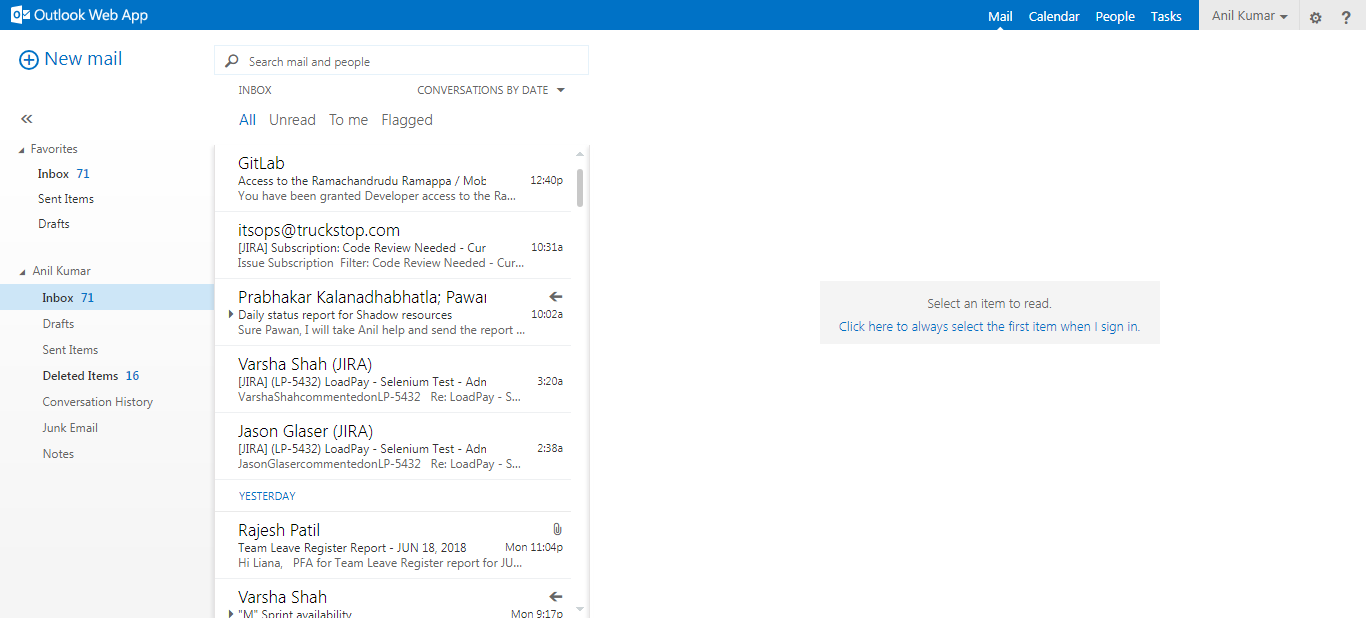 Outlook Web App
Mail Calendar People Tasks Anil Kumar ?
New mail
Search mail and people
INBOX CONVERSATIONS BY DATE
All Unread To me Flagged
Favorites
Inbox 71
Sent Items
Drafts
Anil Kumar
Inbox 71
Drafts
Sent Items
Deleted Items 16
Conversation History
Junk Email
Notes
GitLab
Access to the Ramachandrudu Ramappa / Mob 12:40p
You have been granted Developer access to the Ra...
itsops@truckstop.com
[JIRA] Subscription: Code Review Needed - Cur 10:31a
Issue Subscription Filter: Code Review Needed - Cur...
Prabhakar Kalanadhabhatla; Pawan
Daily status report for Shadow resources 10:02a
Sure Pawan, I will take Anil help and send the report ...
Varsha Shah (JIRA)
[JIRA] (LP-5432) LoadPay - Selenium Test - Adn 3:20a
VarshaShahcommentedonLP-5432 Re: LoadPay - S...
Jason Glaser (JIRA)
[JIRA] (LP-5432) LoadPay - Selenium Test - Adn 2:38a
JasonGlasercommentedonLP-5432 Re: LoadPay - S...
YESTERDAY
Rajesh Patil
Team Leave Register Report - JUN 18, 2018 Mon 11:04p
Hi Liana, PFA for Team Leave Register report for JU...
Varsha Shah
"M" Sprint availability Mon 9:17p
Select an item to read.
Click here to always select the first item when I sign in.